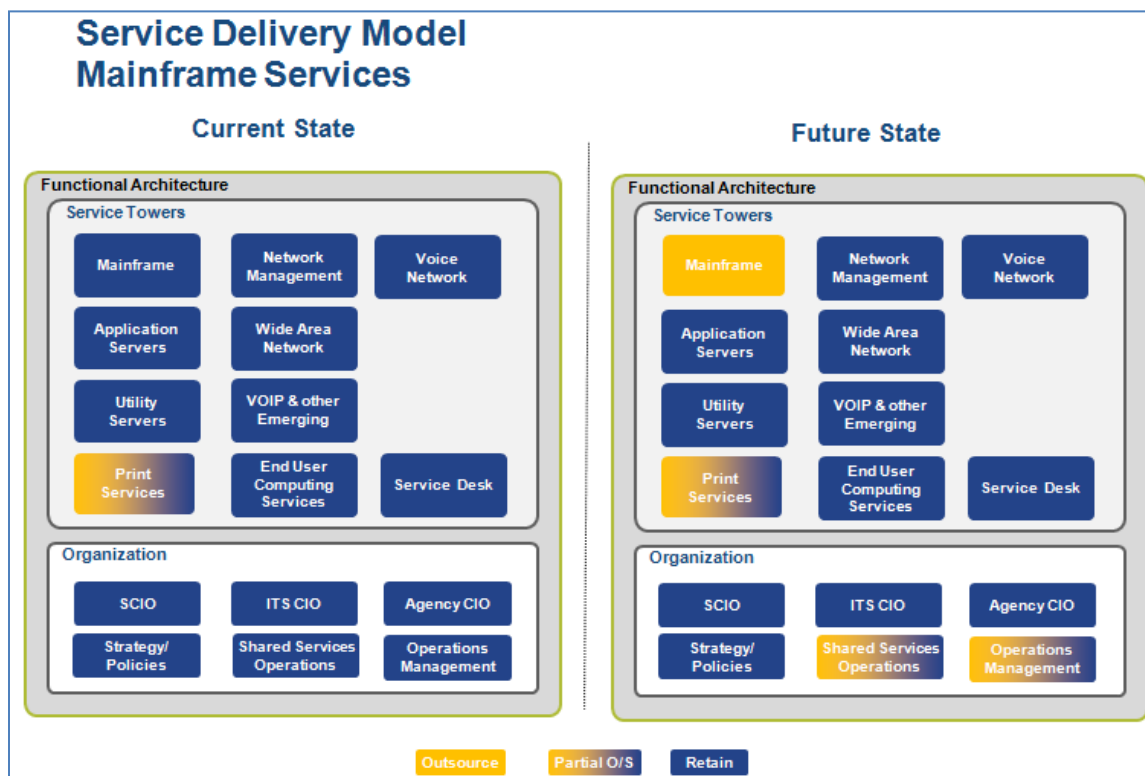 Service Delivery Model
Mainframe Services
Current State
Functional Architecture
Service Towers
Mainframe
Network
Management
Voice
Network
Application
Servers
Wide Area
Network
Utility
Servers
VOIP & other
Emerging
Print
Services
End User
Computing
Services
Service Desk
Organization
SCIO
ITS CIO
Agency CIO
Strategy/
Policies
Shared Services
Operations
Operations
Management
Future State
Functional Architecture
Service Towers
Mainframe
Network
Management
Voice
Network
Application
Servers
Wide Area
Network
Utility
Servers
VOIP & other
Emerging
Print
Services
End User
Computing
Services
Service Desk
Organization
SCIO
ITS CIO
Agency CIO
Strategy/
Policies
Shared Services
Operations
Operations
Management
Outsource
Partial O/S
Retain